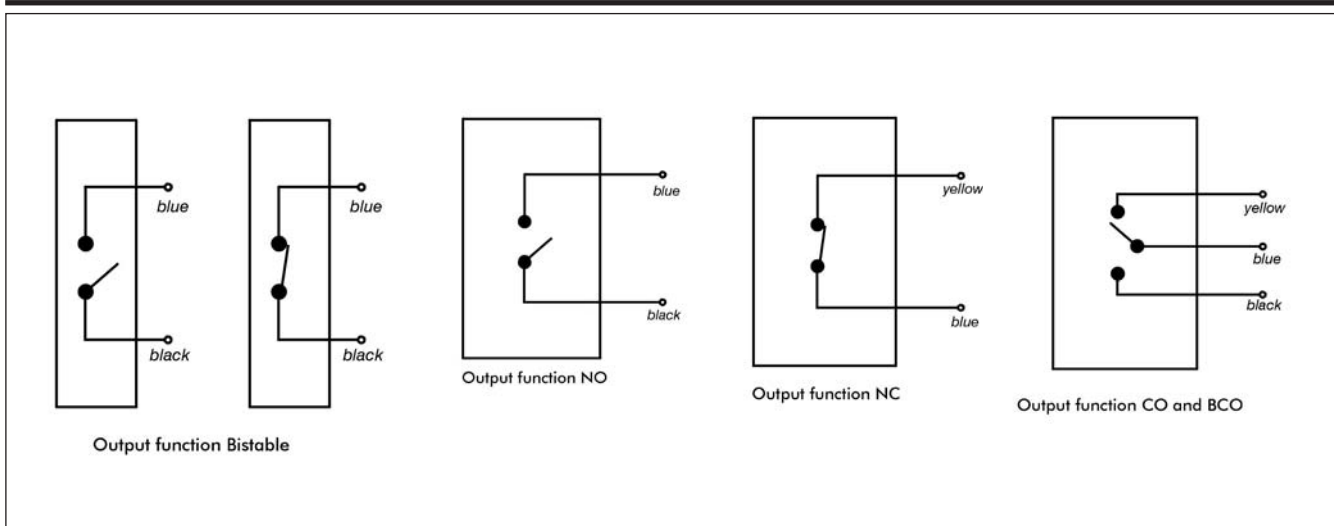 blue
black
Output function Bistable
blue
black
blue
black
Output function NO
yellow
blue
Output function NC
yellow
blue
black
Output function CO and BCO